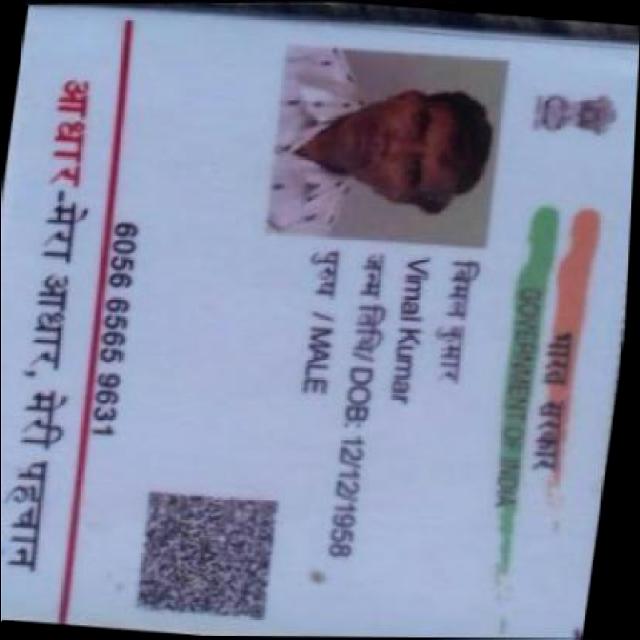 भारत सरकार
GOVERNMENT OF INDIA
विमल कुमार
Vimal Kumar
जन्म तिथि/ DOB: 12/12/1958
पुरुष / MALE
6056 6565 9631
आधार-मेरा आधार, मेरी पहचान